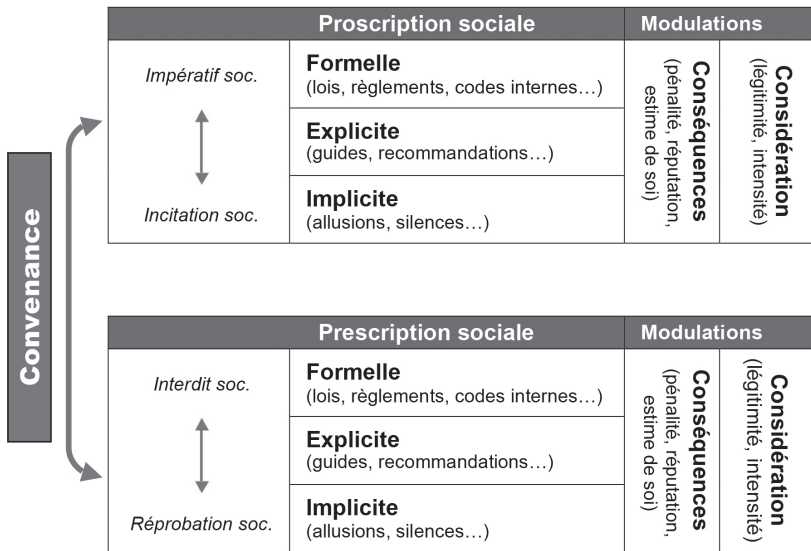 Convenance
Proscription sociale
Modulations
Impératif soc.
Incitation soc.
Formelle
(lois, règlements, codes internes…)
Explicite
(guides, recommandations…)
Implicite
(allusions, silences…)
Conséquences
(pénalité, réputation,
estime de soi)
Considération
(légitimité, intensité)
Prescription sociale
Modulations
Interdit soc.
Réprobation soc.
Formelle
(lois, règlements, codes internes…)
Explicite
(guides, recommandations…)
Implicite
(allusions, silences…)
Conséquences
(pénalité, réputation,
estime de soi)
Considération
(légitimité, intensité)